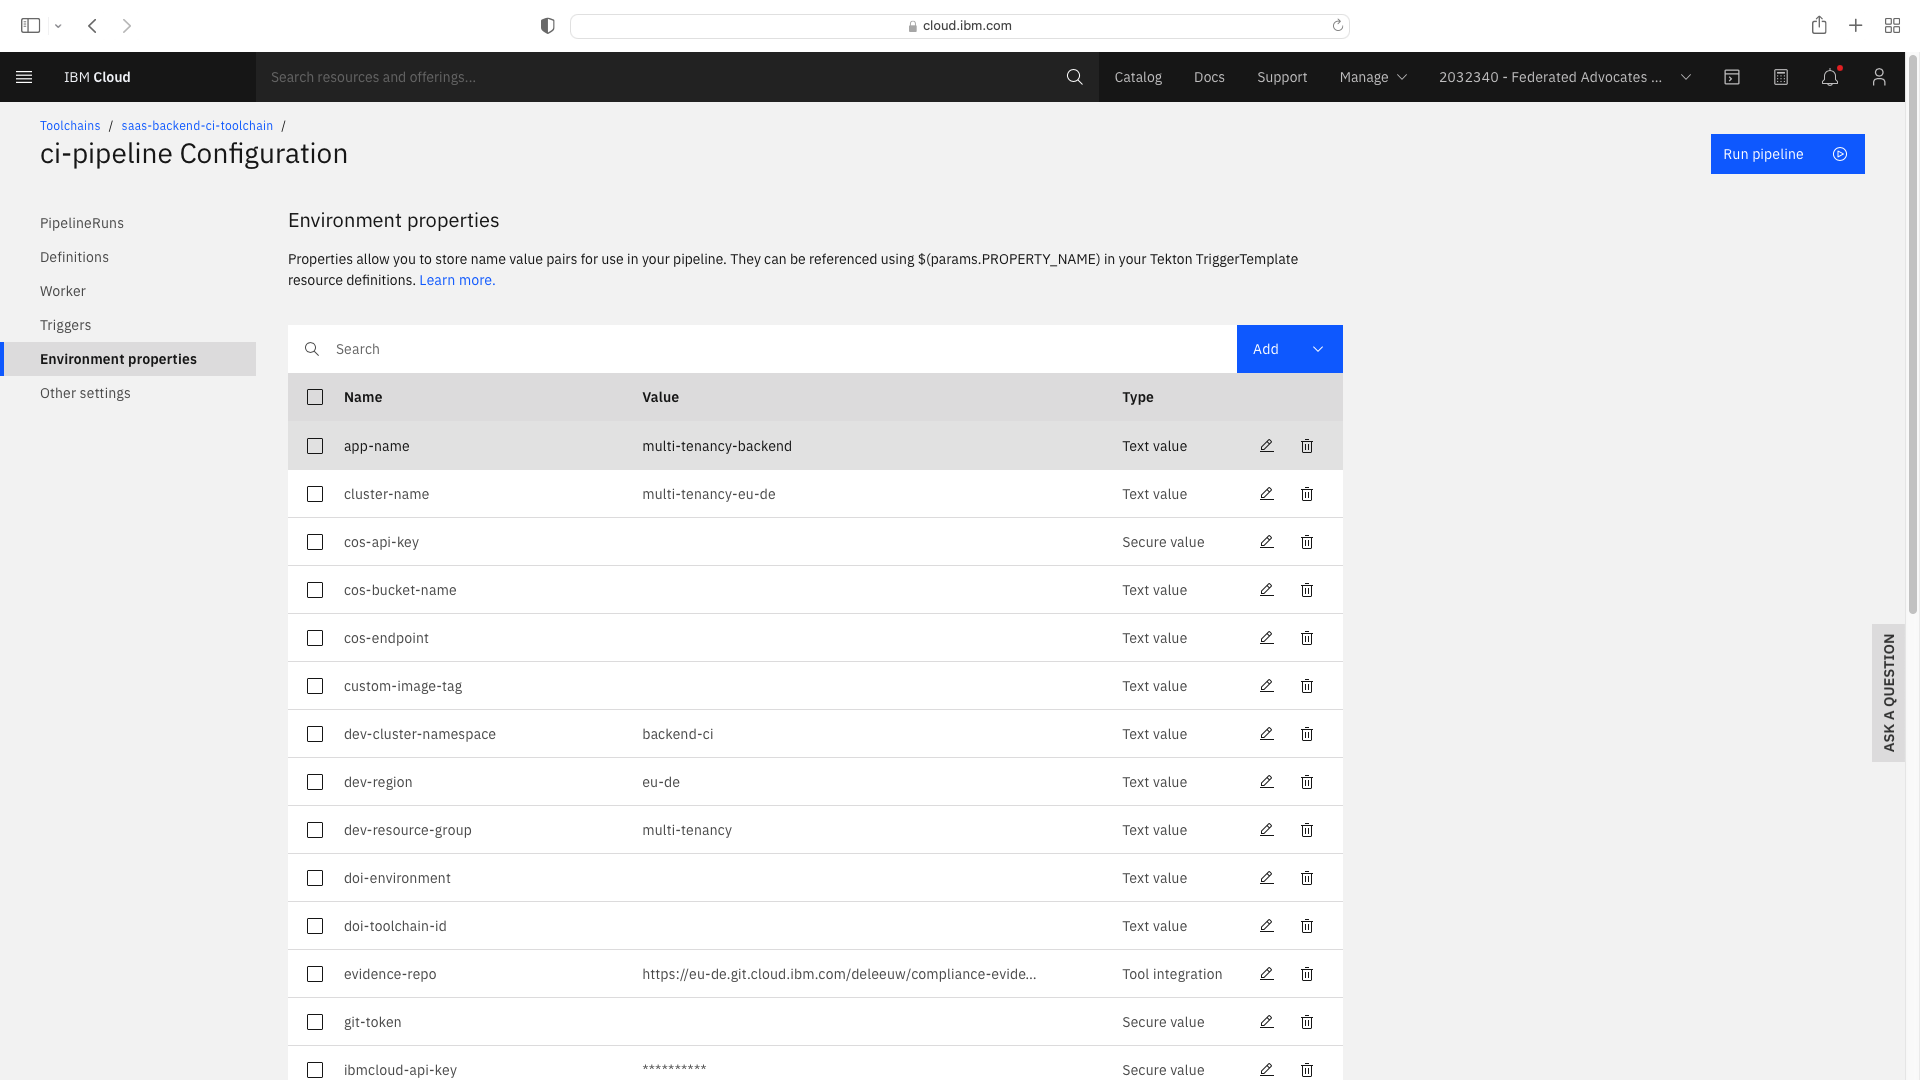 cloud.ibm.com
IBM Cloud
Search resources and offerings...
Catalog
Docs
Support
Manage
2032340 - Federated Advocates ...
Toolchains / saas-backend-ci-toolchain /
ci-pipeline Configuration
Run pipeline
PipelineRuns
Definitions
Worker
Triggers
Environment properties
Other settings
Environment properties
Properties allow you to store name value pairs for use in your pipeline. They can be referenced using $(params.PROPERTY_NAME) in your Tekton TriggerTemplate
resource definitions. Learn more.
Search
Add
Name Value Type
app-name multi-tenancy-backend Text value
cluster-name multi-tenancy-eu-de Text value
cos-api-key Secure value
cos-bucket-name Text value
cos-endpoint Text value
custom-image-tag Text value
dev-cluster-namespace backend-ci Text value
dev-region eu-de Text value
dev-resource-group multi-tenancy Text value
doi-environment Text value
doi-toolchain-id Text value
evidence-repo https://eu-de.git.cloud.ibm.com/deleeuw/compliance-evide... Tool integration
git-token Secure value
ibmcloud-api-key ********** Secure value
ASK A QUESTION